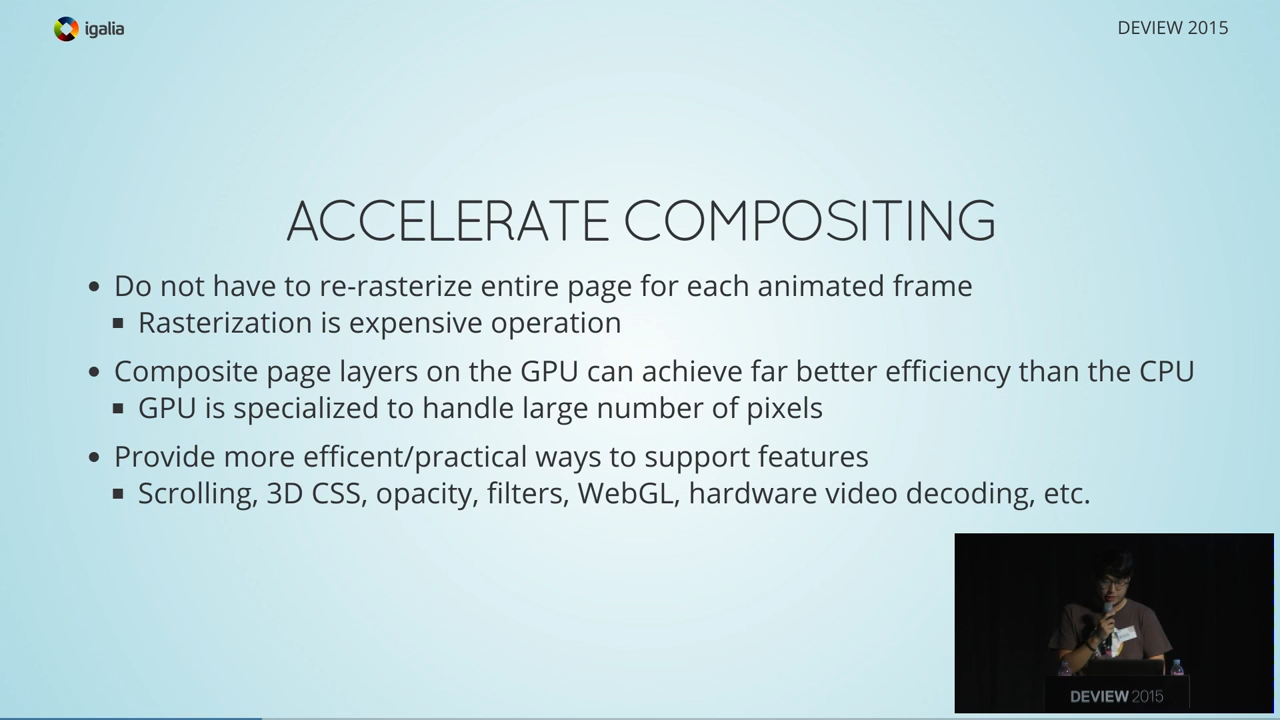 igalia
DEVIEW 2015
ACCELERATE COMPOSITING
Do not have to re-rasterize entire page for each animated frame
Rasterization is expensive operation
Composite page layers on the GPU can achieve far better efficiency than the CPU
GPU is specialized to handle large number of pixels
Provide more efficent/practical ways to support features
Scrolling, 3D CSS, opacity, filters, WebGL, hardware video decoding, etc.
DEVIEW 2015